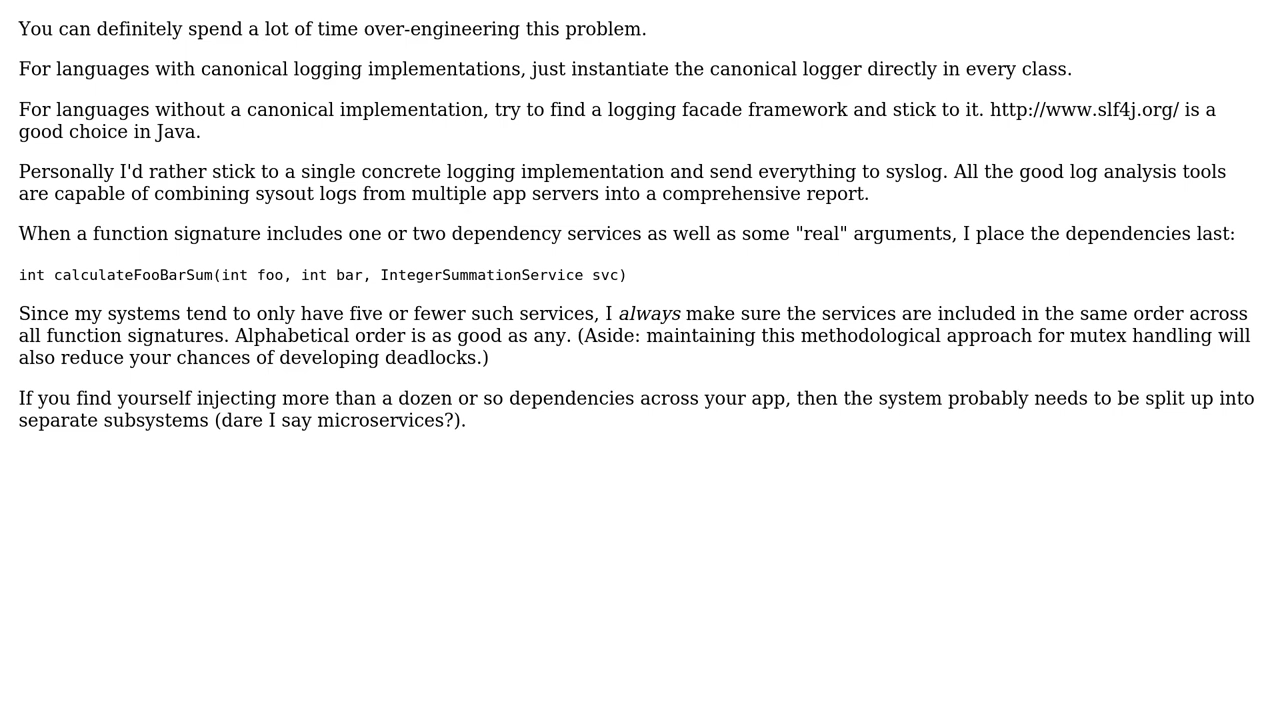 You can definitely spend a lot of time over-engineering this problem.
For languages with canonical logging implementations, just instantiate the canonical logger directly in every class.
For languages without a canonical implementation, try to find a logging facade framework and stick to it. http://www.slf4j.org/ is a
good choice in Java.
Personally I'd rather stick to a single concrete logging implementation and send everything to syslog. All the good log analysis tools
are capable of combining sysout logs from multiple app servers into a comprehensive report.
When a function signature includes one or two dependency services as well as some "real" arguments, I place the dependencies last:
int calculateFooBarSum(int foo, int bar, IntegerSummationService svc)
Since my systems tend to only have five or fewer such services, I always make sure the services are included in the same order across
all function signatures. Alphabetical order is as good as any. (Aside: maintaining this methodological approach for mutex handling will
also reduce your chances of developing deadlocks.)
If you find yourself injecting more than a dozen or so dependencies across your app, then the system probably needs to be split up into
separate subsystems (dare I say microservices?).